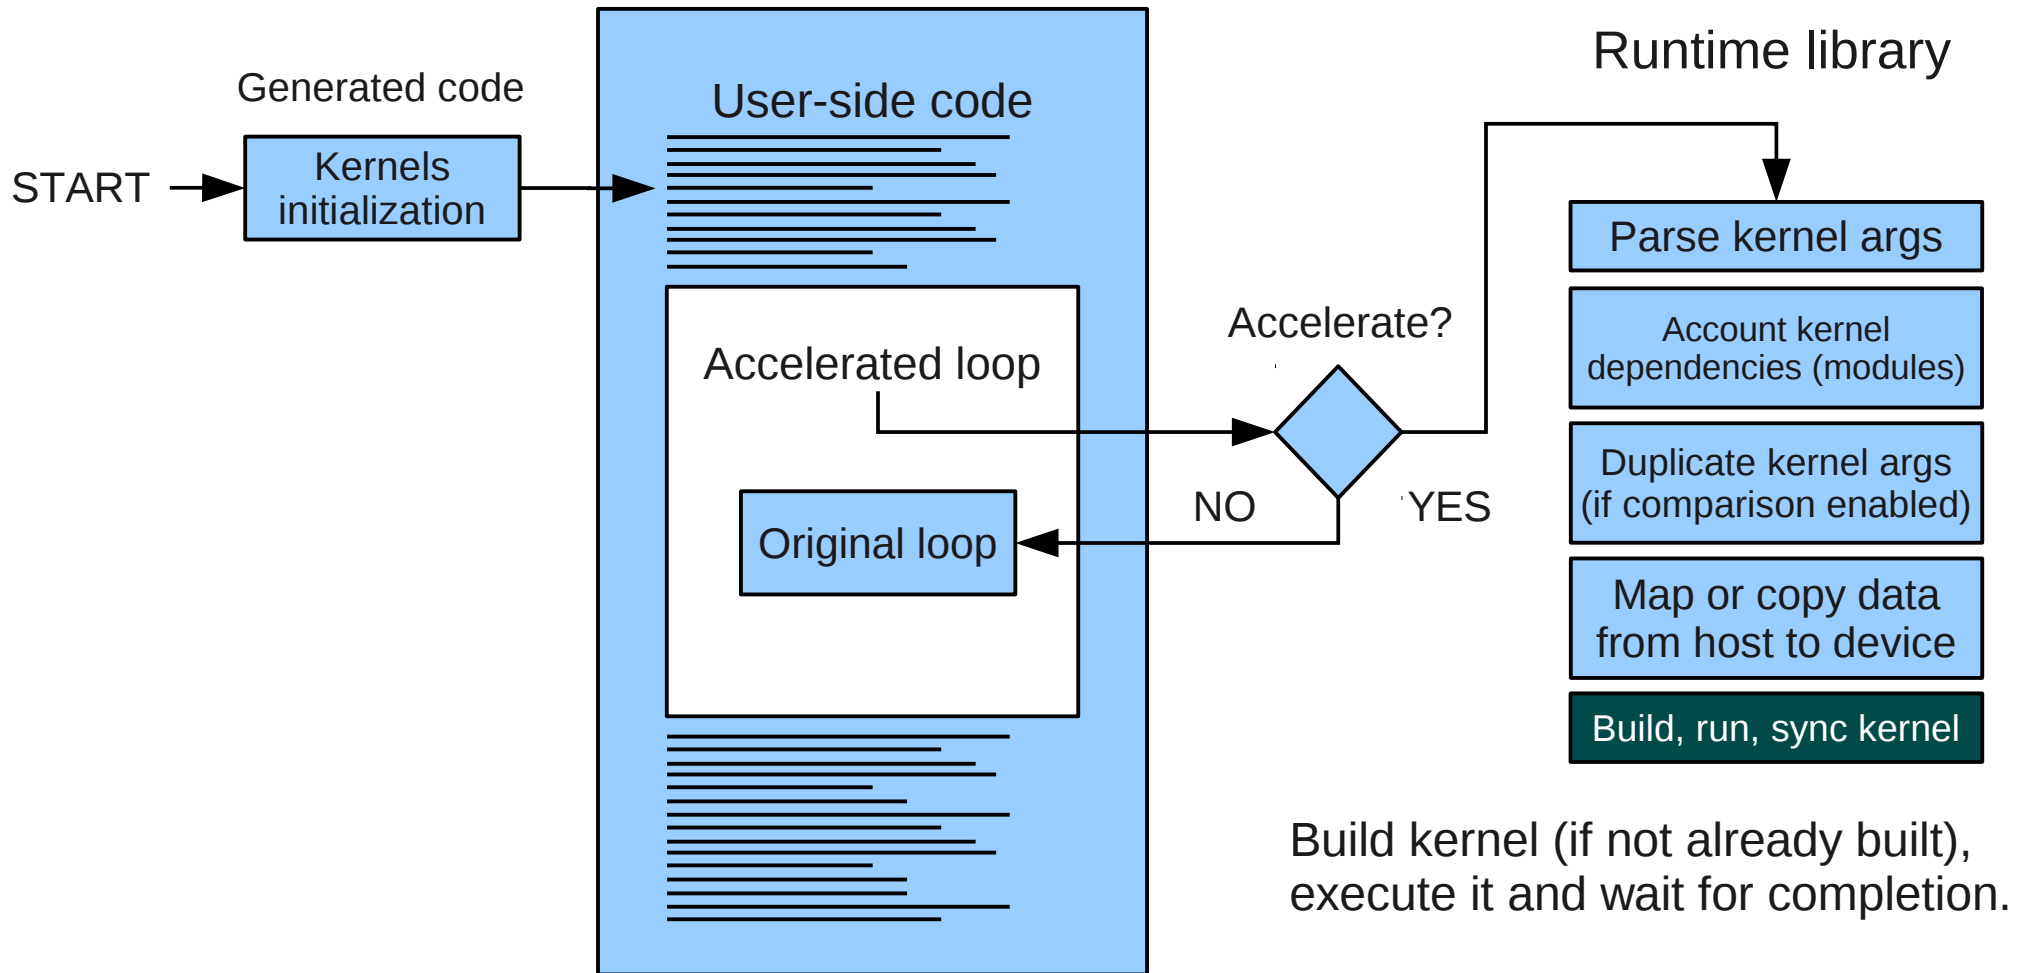 Generated code
START
Kernels
initialization
User-side code
Accelerated loop
Original loop
Accelerate?
NO
YES
Runtime library
Parse kernel args
Account kernel
dependencies (modules)
Duplicate kernel args
(if comparison enabled)
Map or copy data
from host to device
Build, run, sync kernel
Build kernel (if not already built),
execute it and wait for completion.